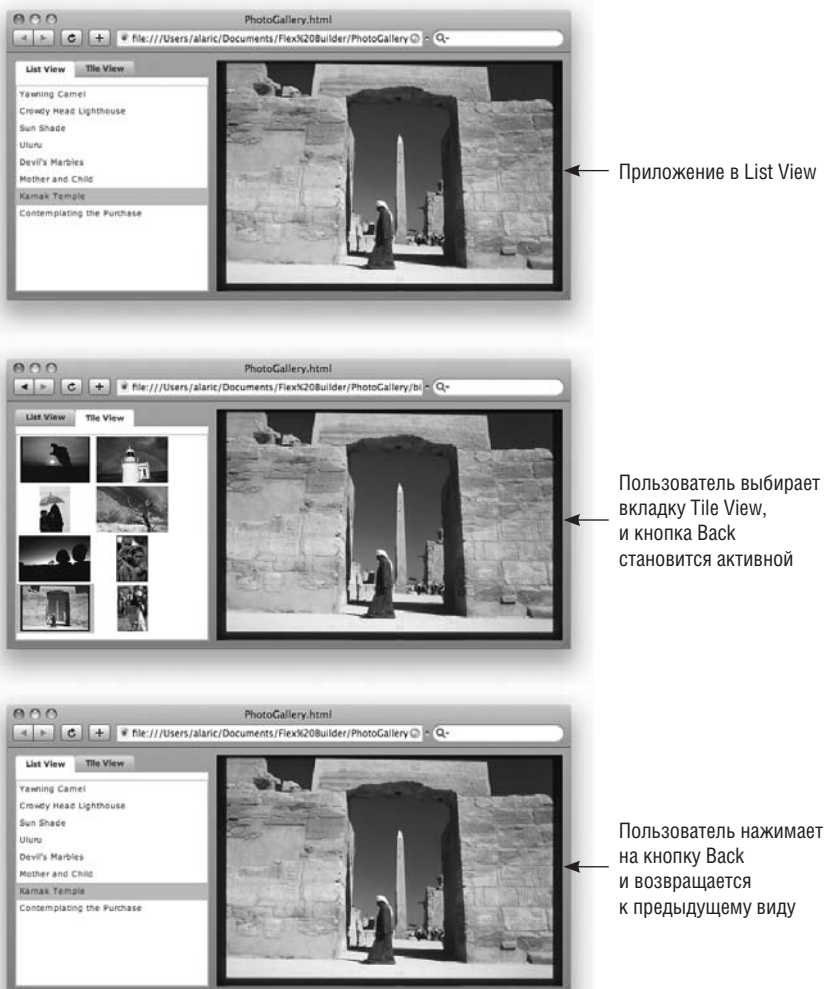 PhotoGallery.html
file:///Users/alaric/Documents/Flex%20Builder/PhotoGallery
List View
Tile View
Yawning Camel
Crowdy Head Lighthouse
Sun Shade
Uluru
Devil's Marbles
Mother and Child
Karnak Temple
Contemplating the Purchase
Приложение в List View
PhotoGallery.html
file:///Users/alaric/Documents/Flex%20Builder/PhotoGallery/bi
List View
Tile View
Пользователь выбирает
вкладку Tile View,
и кнопка Back
становится активной
PhotoGallery.html
file:///Users/alaric/Documents/Flex%20Builder/PhotoGallery
List View
Tile View
Yawning Camel
Crowdy Head Lighthouse
Sun Shade
Uluru
Devil's Marbles
Mother and Child
Karnak Temple
Contemplating the Purchase
Пользователь нажимает
на кнопку Back
и возвращается
к предыдущему виду